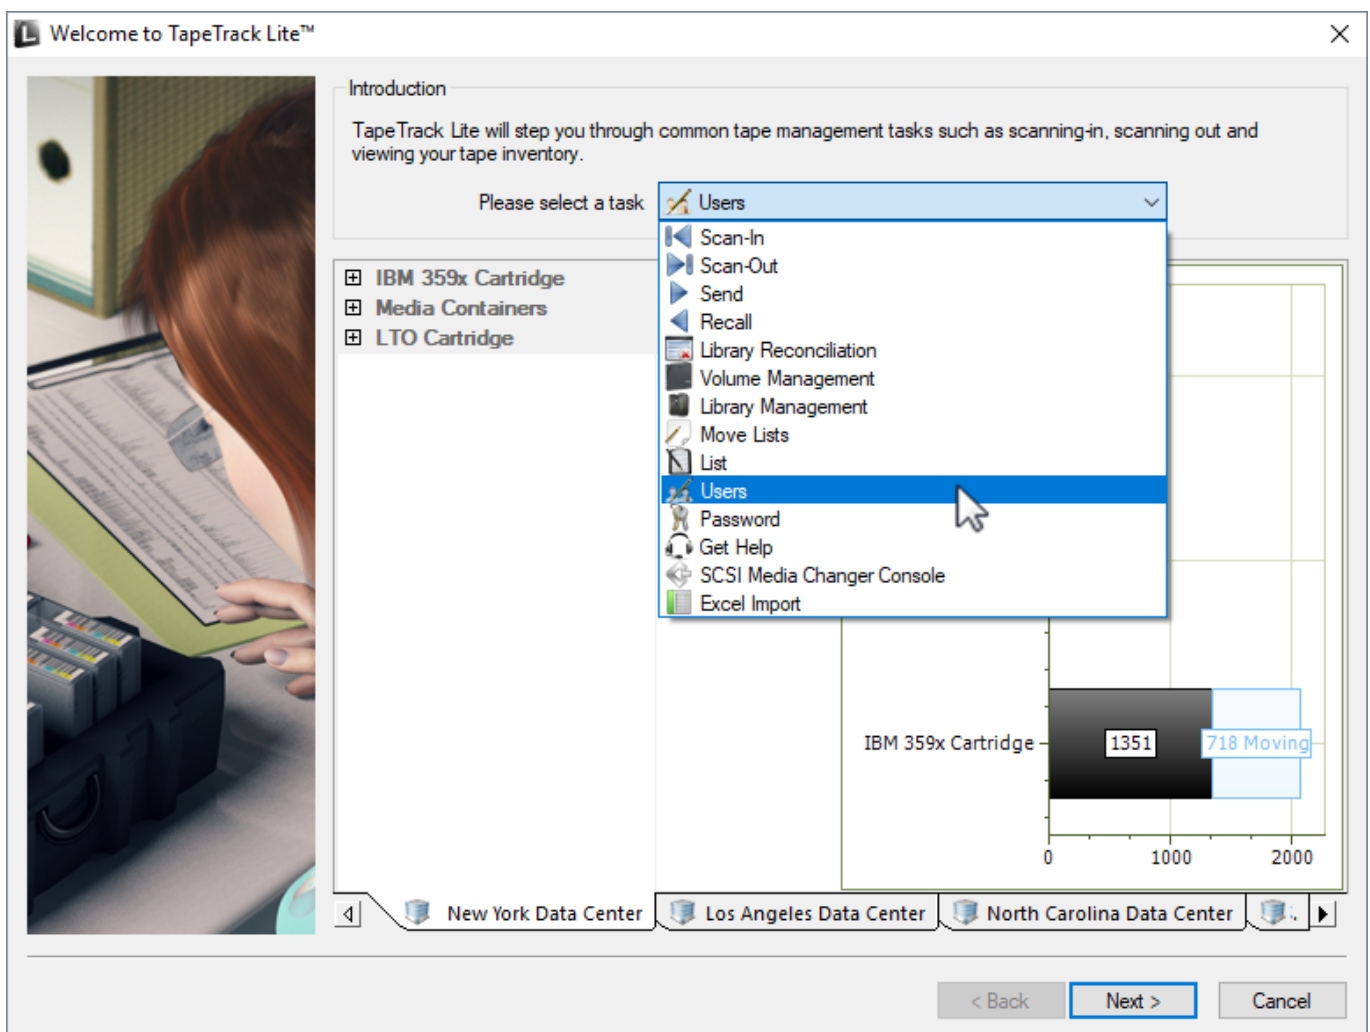 Welcome to TapeTrack Lite™
Introduction
TapeTrack Lite will step you through common tape management tasks such as scanning-in, scanning out and
viewing your tape inventory.
Please select a task
Users
Scan-In
Scan-Out
Send
Recall
Library Reconciliation
Volume Management
Library Management
Move Lists
List
Users
Password
Get Help
SCSI Media Changer Console
Excel Import
IBM 359x Cartridge
Media Containers
LTO Cartridge
IBM 359x Cartridge
1351
718 Moving
0 1000 2000
New York Data Center Los Angeles Data Center North Carolina Data Center
< Back Next > Cancel